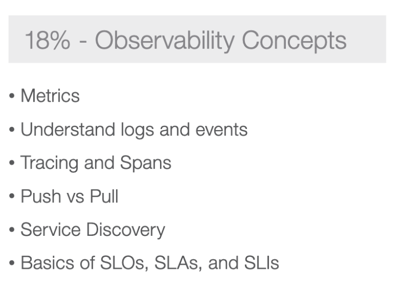 18% - Observability Concepts
• Metrics
• Understand logs and events
• Tracing and Spans
• Push vs Pull
• Service Discovery
• Basics of SLOs, SLAs, and SLIs